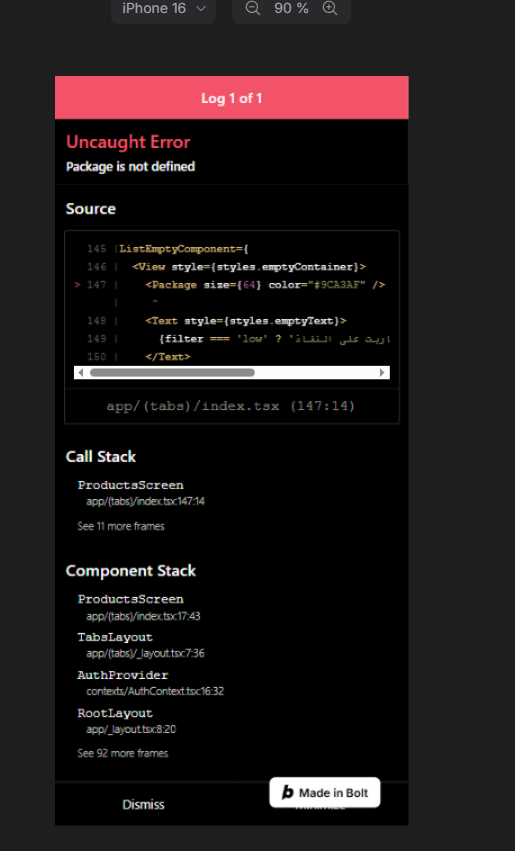 iPhone 16
90 %
Log 1 of 1
Uncaught Error
Package is not defined
Source
145 |ListEmptyComponent={
146 | <View style={styles.emptyContainer}>
> 147 | <Package size={64} color="#9CA3AF" />
| ^
148 | <Text style={styles.emptyText}>
149 | {filter === 'low' ? 'على النفاذ
150 | </Text>
app/(tabs)/index.tsx (147:14)
Call Stack
ProductsScreen
app/(tabs)/index.tsx:147:14
See 11 more frames
Component Stack
ProductsScreen
app/(tabs)/index.tsx:17:43
TabsLayout
app/(tabs)/_layout.tsx:7:36
AuthProvider
contexts/AuthContext.tsx:16:32
RootLayout
app/_layout.tsx:8:20
See 92 more frames
Dismiss
b Made in Bolt